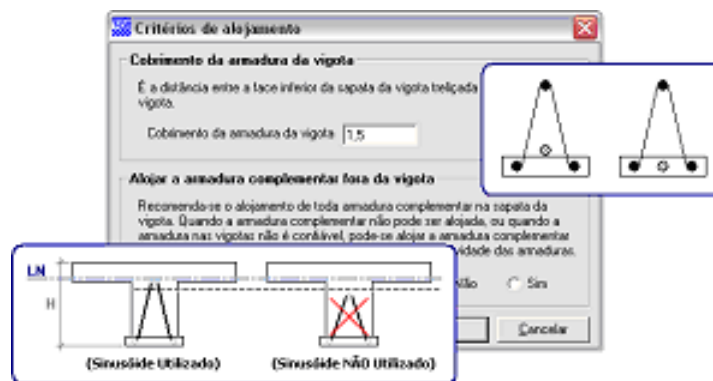 Critérios de alojamento
Cobrimento da armadura da vigota
É a distância entre a face inferior da sapata da vigota treliçada
vigota.
Cobrimento da armadura da vigota 1,5
Alojar a armadura complementar fora da vigota
Recomenda-se o alojamento de toda armadura complementar na sapata da
vigota. Quando a armadura complementar não pode ser alojada, ou quando a
armadura nas vigotas não é confiável, pode-se alojar a armadura complementar
vidade das armaduras.
Não Sim
Cancelar
LN
H
(Sinusóide Utilizado) (Sinusóide NÃO Utilizado)